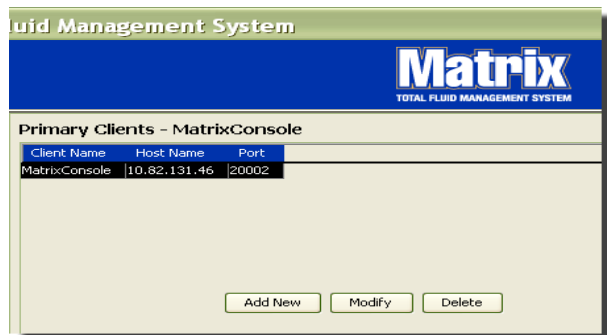 luid Management System
Matrix
TOTAL FLUID MANAGEMENT SYSTEM
Primary Clients - MatrixConsole
Client Name Host Name Port
MatrixConsole 10.82.131.46 20002
Add New Modify Delete